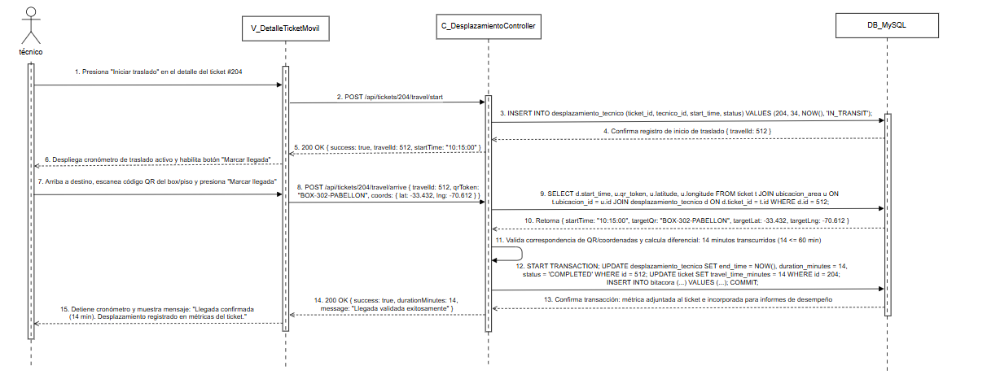 técnico
V_DetalleTicketMovil
C_DesplazamientoController
DB_MySQL
1. Presiona "Iniciar traslado" en el detalle del ticket #204
2. POST /api/tickets/204/travel/start
3. INSERT INTO desplazamiento_tecnico (ticket_id, tecnico_id, start_time, status) VALUES (204, 34, NOW(), 'IN_TRANSIT');
4. Confirma registro de inicio de traslado { travelId: 512 }
5. 200 OK { success: true, travelId: 512, startTime: "10:15:00" }
6. Despliega cronómetro de traslado activo y habilita botón "Marcar llegada"
7. Arriba a destino, escanea código QR del box/piso y presiona "Marcar llegada"
8. POST /api/tickets/204/travel/arrive { travelId: 512, qrToken:
"BOX-302-PABELLON", coords: { lat: -33.432, lng: -70.612 } }
9. SELECT d.start_time, u.qr_token, u.latitude, u.longitude FROM ticket t JOIN ubicacion_area u ON
t.ubicacion_id = u.id JOIN desplazamiento_tecnico d ON d.ticket_id = t.id WHERE d.id = 512;
10. Retorna { startTime: "10:15:00", targetQr: "BOX-302-PABELLON", targetLat: -33.432, targetLng: -70.612 }
11. Valida correspondencia de QR/coordenadas y calcula diferencial: 14 minutos transcurridos (14 <= 60 min)
12. START TRANSACTION; UPDATE desplazamiento_tecnico SET end_time = NOW(), duration_minutes = 14,
status = 'COMPLETED' WHERE id = 512; UPDATE ticket SET travel_time_minutes = 14 WHERE id = 204;
INSERT INTO bitacora (...) VALUES (...); COMMIT;
13. Confirma transacción: métrica adjuntada al ticket e incorporada para informes de desempeño
14. 200 OK { success: true, durationMinutes: 14,
message: "Llegada validada exitosamente" }
15. Detiene cronómetro y muestra mensaje: "Llegada confirmada
(14 min). Desplazamiento registrado en métricas del ticket."